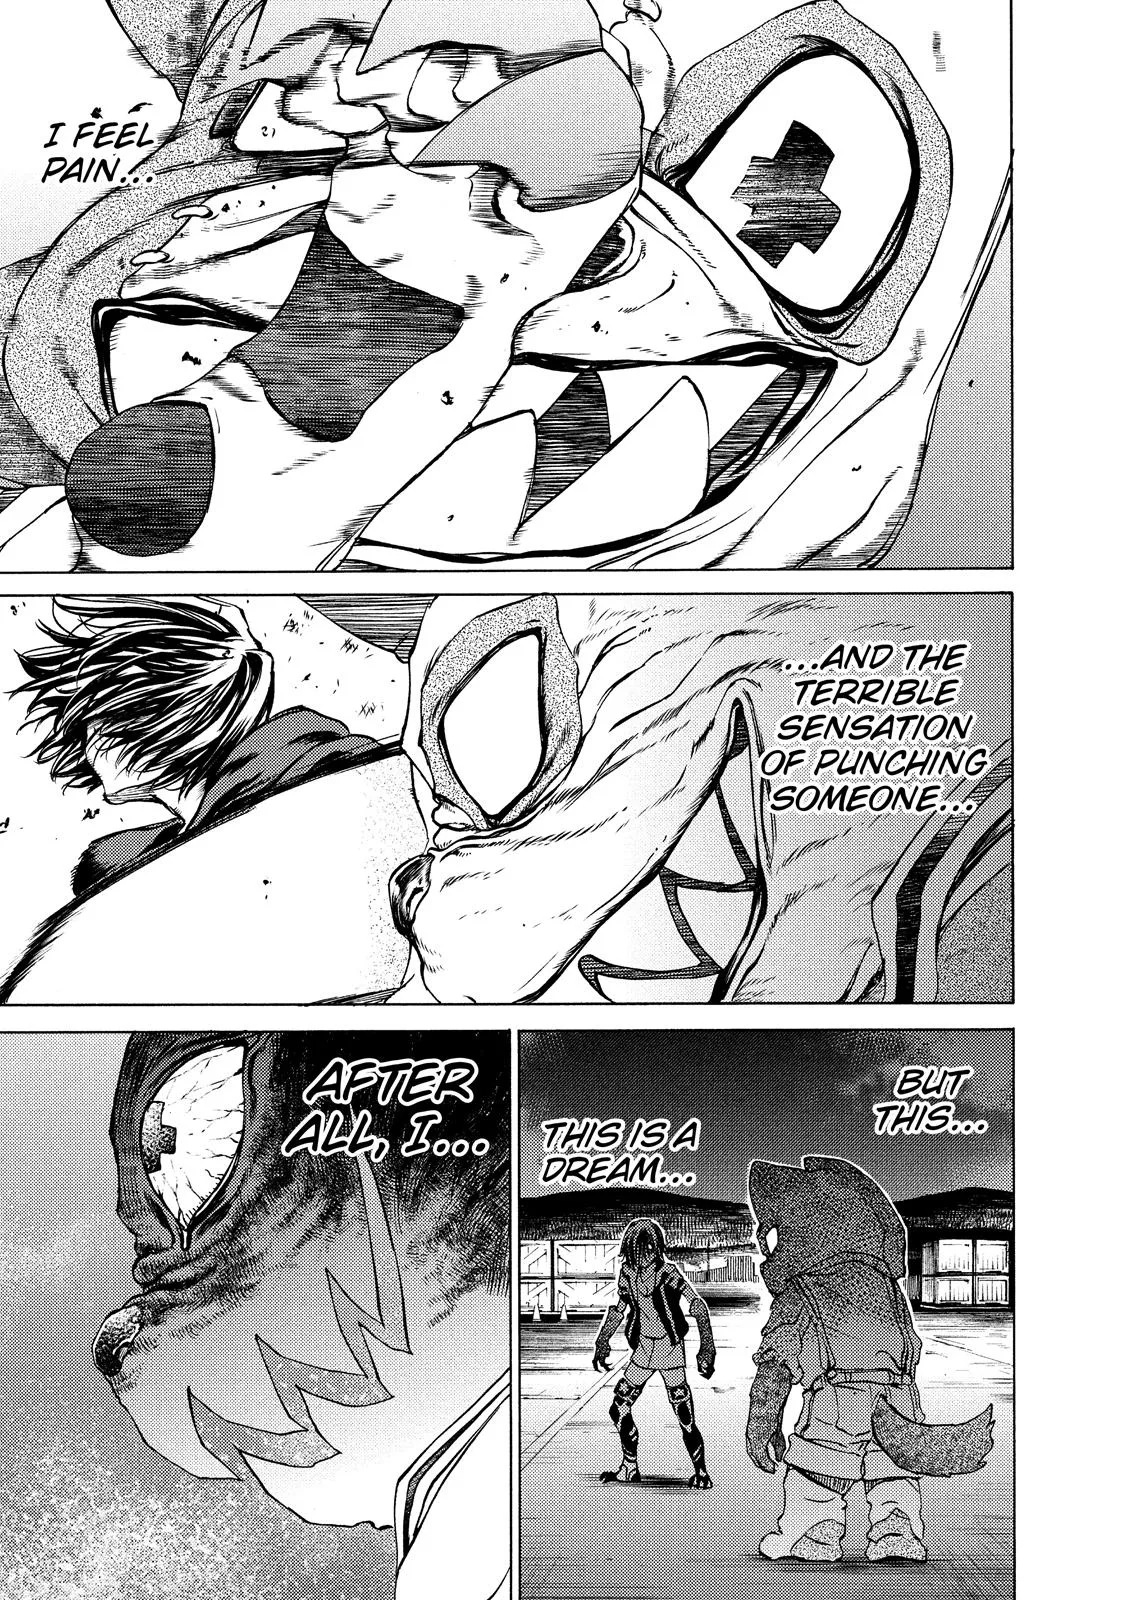 I FEEL
PAIN...
...AND THE
TERRIBLE
SENSATION
OF PUNCHING
SOMEONE...
BUT
THIS...
THIS IS A
DREAM...
AFTER
ALL, I...